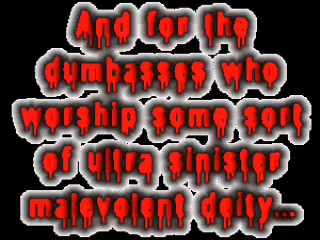 And for the
dumbasses who
worship some sort
of ultra sinister
malevolent deity...